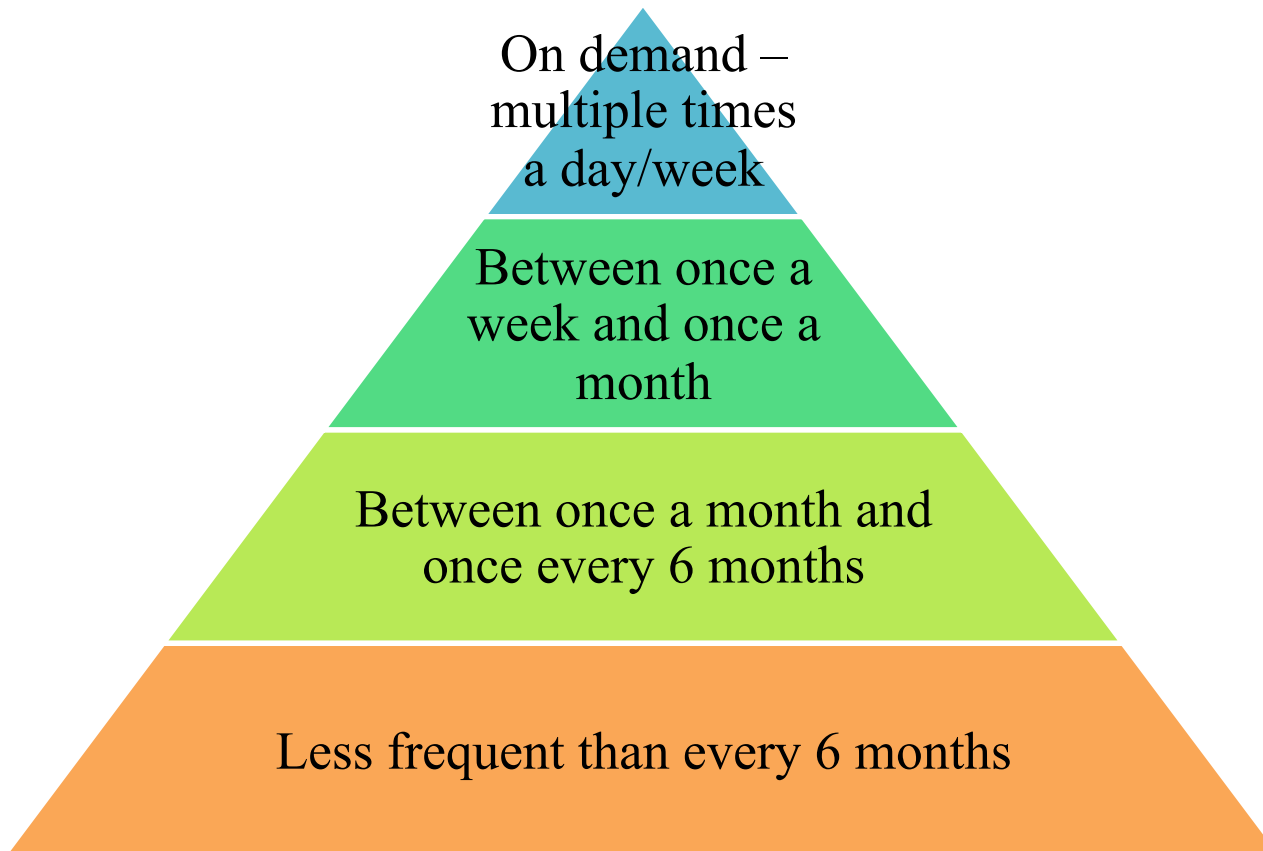 On demand –
multiple times
a day/week
Between once a
week and once a
month
Between once a month and
once every 6 months
Less frequent than every 6 months